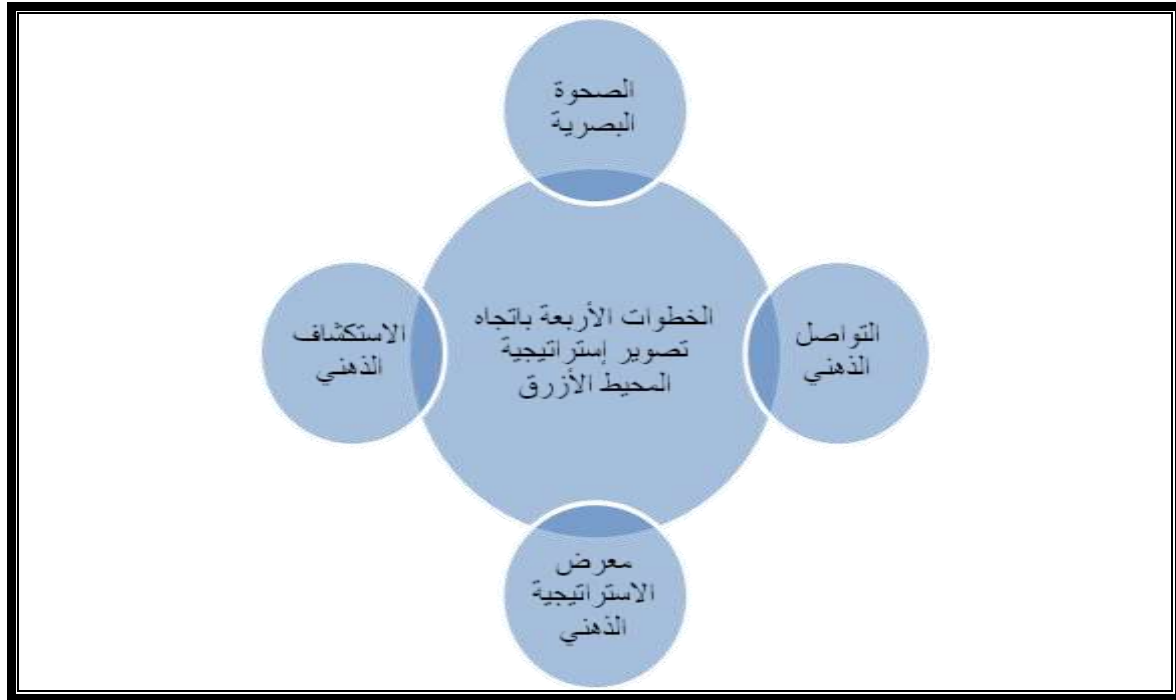 الصحوة
البصرية
الخطوات الأربعة باتجاه
تصوير إستراتيجية
المحيط الأزرق
التواصل
الذهني
الاستكشاف
الذهني
معرض
الاستراتيجية
الذهني